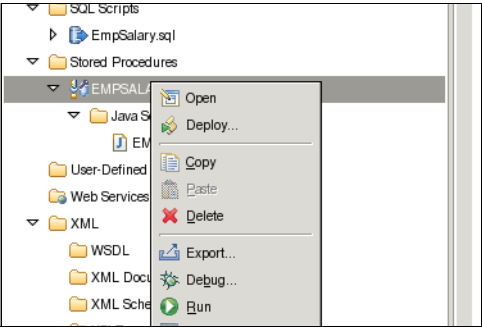 SQL Scripts
EmpSalary.sql
Stored Procedures
EMPSALA
Open
Java S
Deploy...
EM
Copy
User-Defined
Paste
Web Services
Delete
XML
WSDL
Export...
XML Docu
Debug...
XML Sche
Run